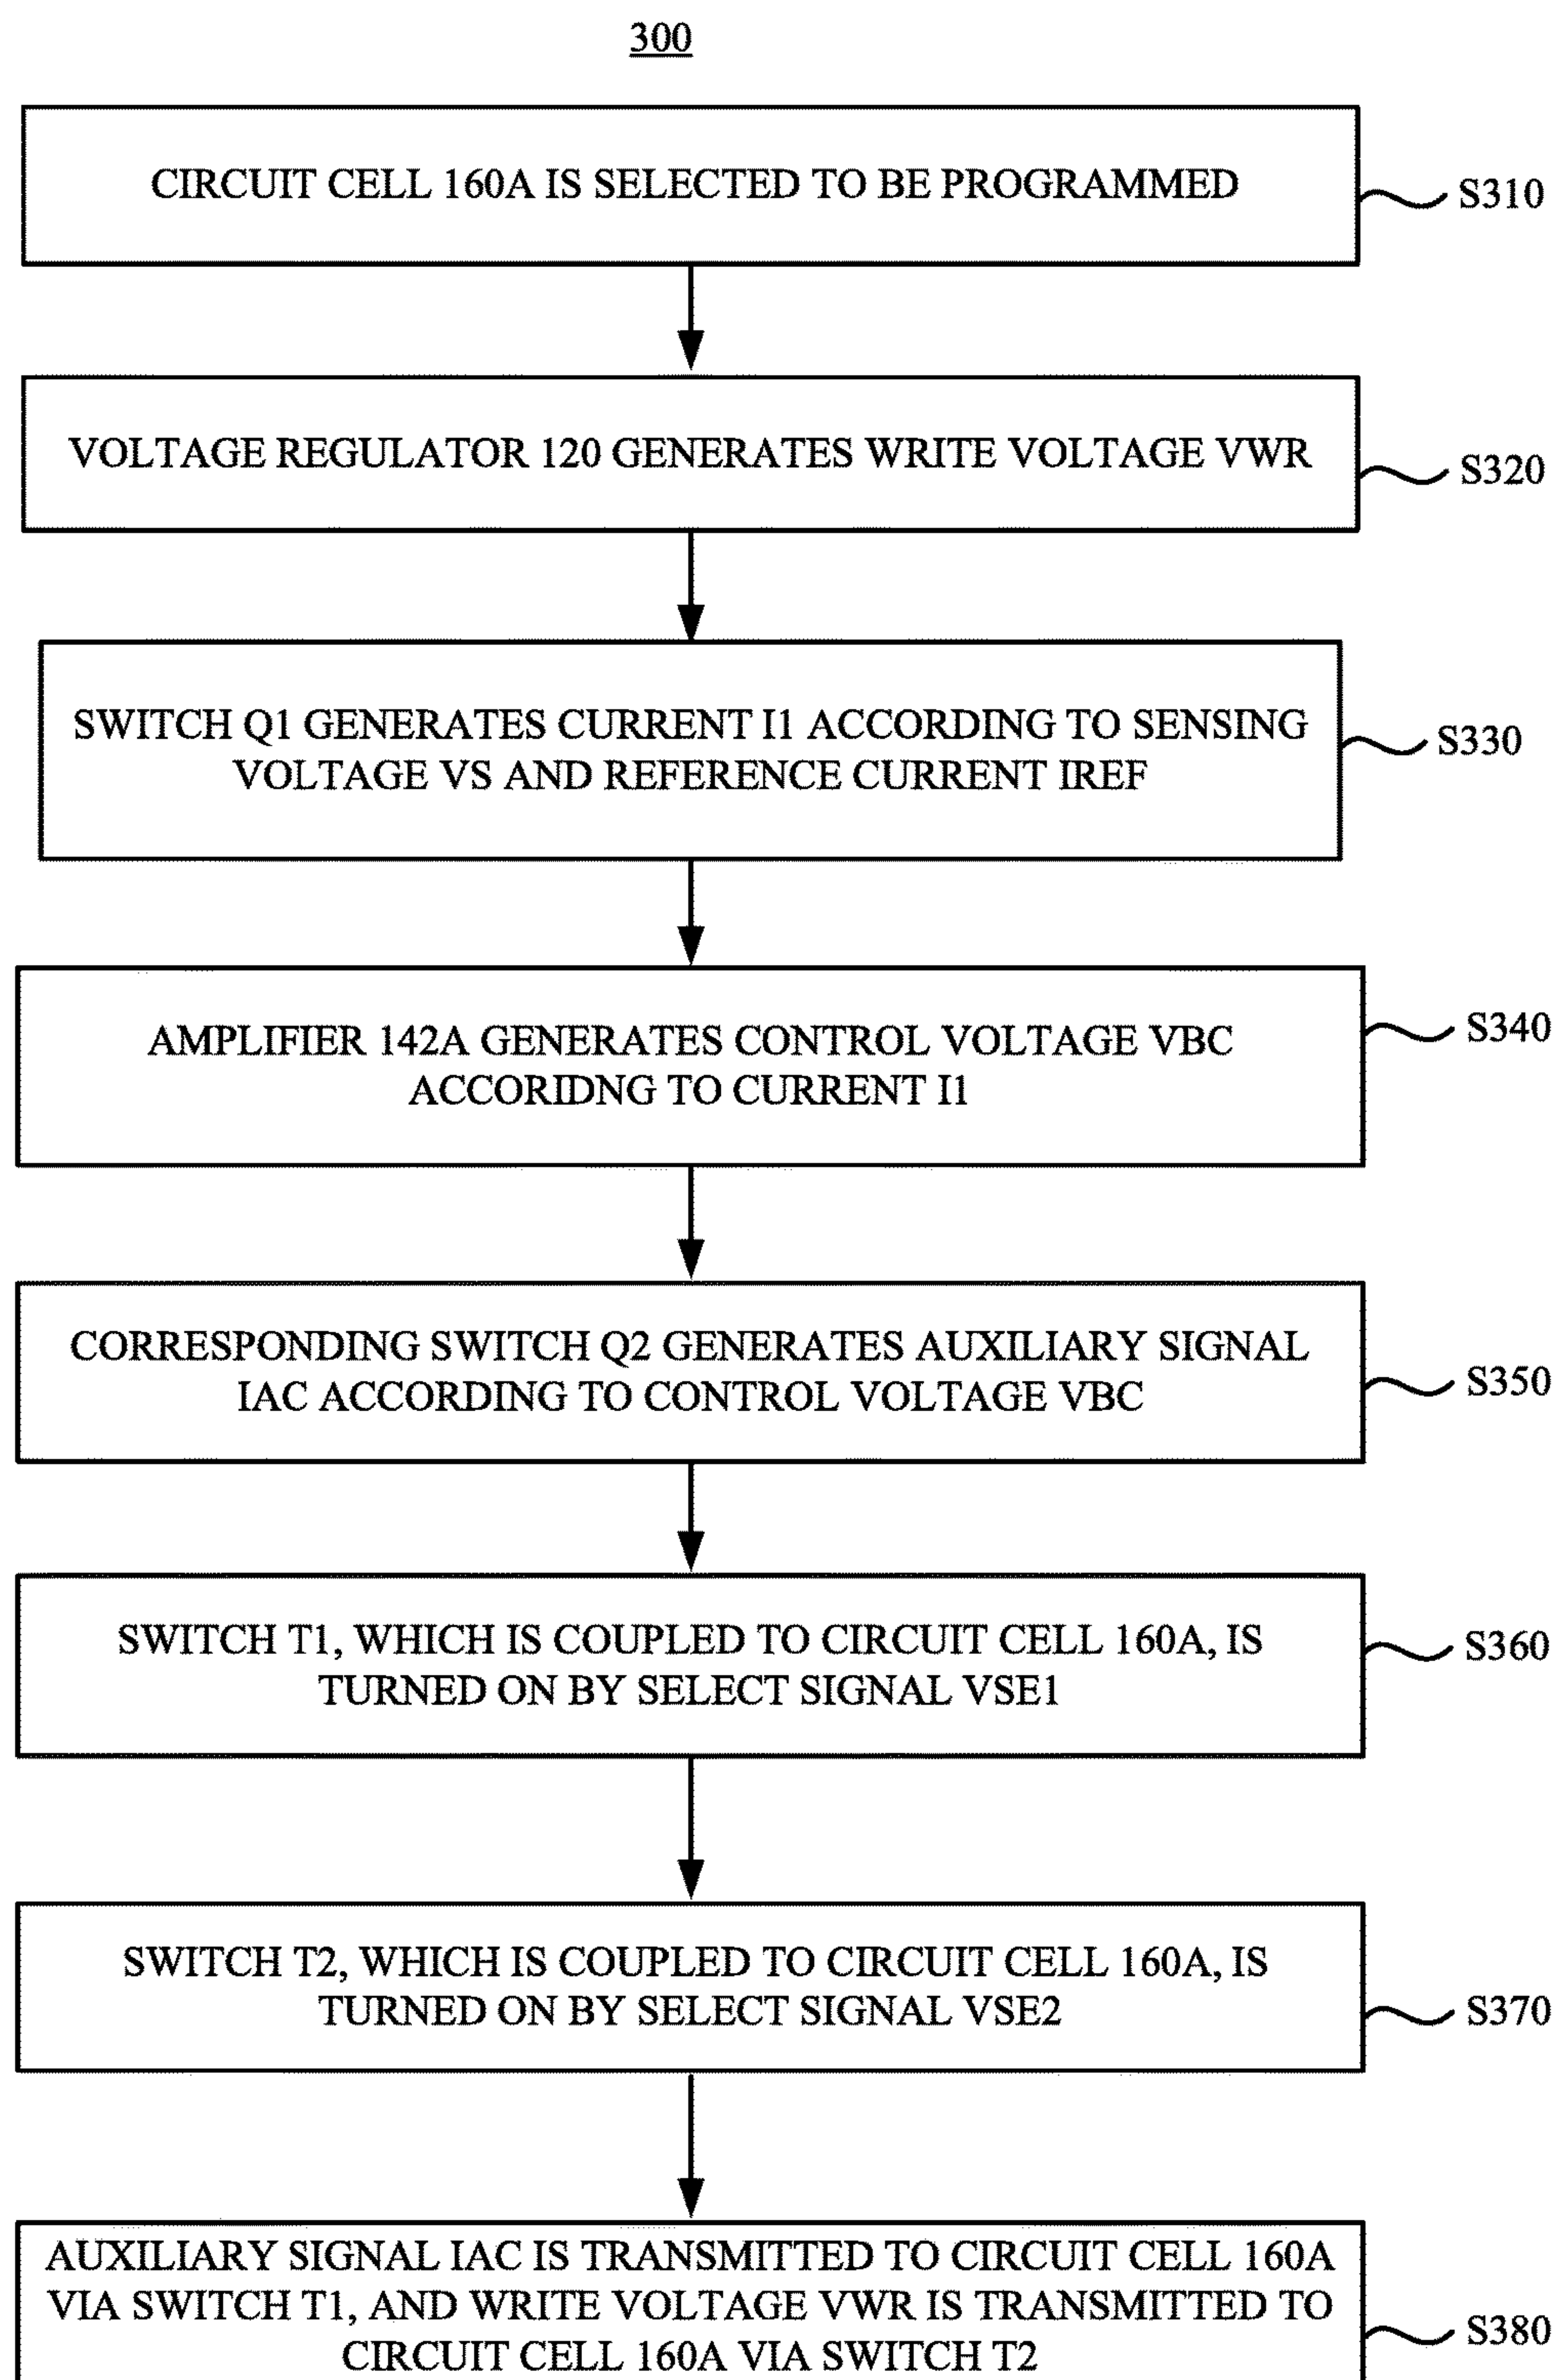 300
CIRCUIT CELL 160A IS SELECTED TO BE PROGRAMMED
S310
VOLTAGE REGULATOR 120 GENERATES WRITE VOLTAGE VWR
S320
SWITCH Q1 GENERATES CURRENT I1 ACCORDING TO SENSING
VOLTAGE VS AND REFERENCE CURRENT IREF
S330
AMPLIFIER 142A GENERATES CONTROL VOLTAGE VBC
ACCORIDNG TO CURRENT I1
S340
CORRESPONDING SWITCH Q2 GENERATES AUXILIARY SIGNAL
IAC ACCORDING TO CONTROL VOLTAGE VBC
S350
SWITCH T1, WHICH IS COUPLED TO CIRCUIT CELL 160A, IS
TURNED ON BY SELECT SIGNAL VSE1
S360
SWITCH T2, WHICH IS COUPLED TO CIRCUIT CELL 160A, IS
TURNED ON BY SELECT SIGNAL VSE2
S370
AUXILIARY SIGNAL IAC IS TRANSMITTED TO CIRCUIT CELL 160A
VIA SWITCH T1, AND WRITE VOLTAGE VWR IS TRANSMITTED TO
CIRCUIT CELL 160A VIA SWITCH T2
S380